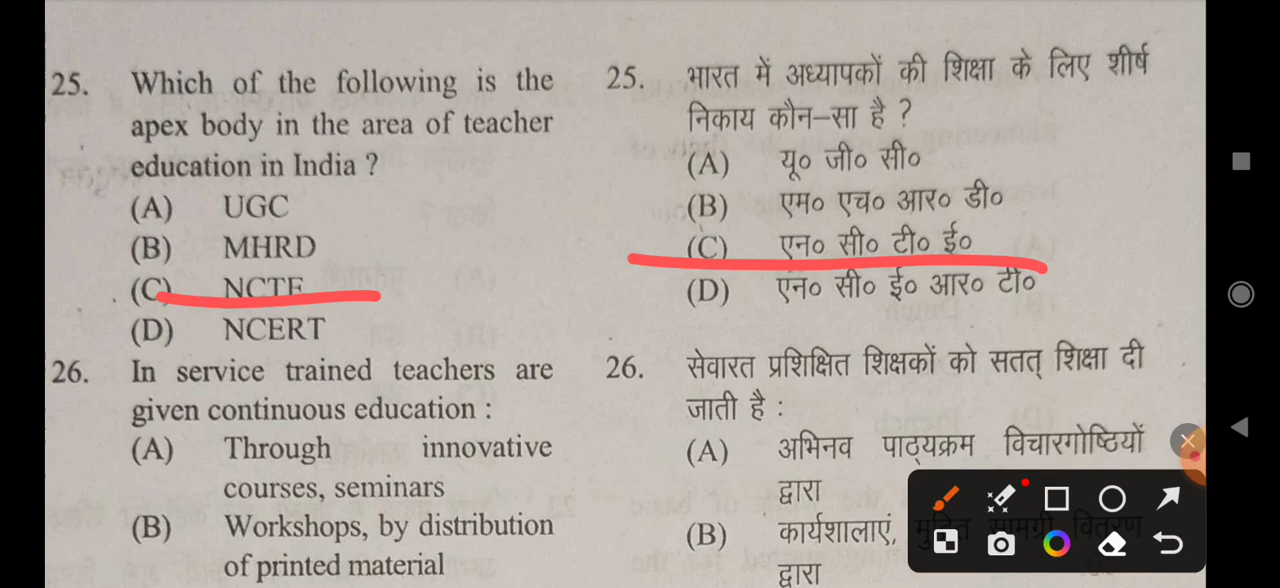 25. Which of the following is the
apex body in the area of teacher
education in India ?
(A) UGC
(B) MHRD
(C) NCTE
(D) NCERT
26. In service trained teachers are
given continuous education :
(A) Through innovative
courses, seminars
(B) Workshops, by distribution
of printed material
25. भारत में अध्यापकों की शिक्षा के लिए शीर्ष
निकाय कौन-सा है ?
(A) यू० जी० सी०
(B) एम० एच० आर० डी०
(C) एन० सी० टी० ई०
(D) एन० सी० ई० आर० टी०
26. सेवारत प्रशिक्षित शिक्षकों को सतत् शिक्षा दी
जाती है :
(A) अभिनव पाठ्यक्रम विचारगोष्ठियों
द्वारा
(B) कार्यशालाएं, मुद्रित सामग्री वितरण
द्वारा